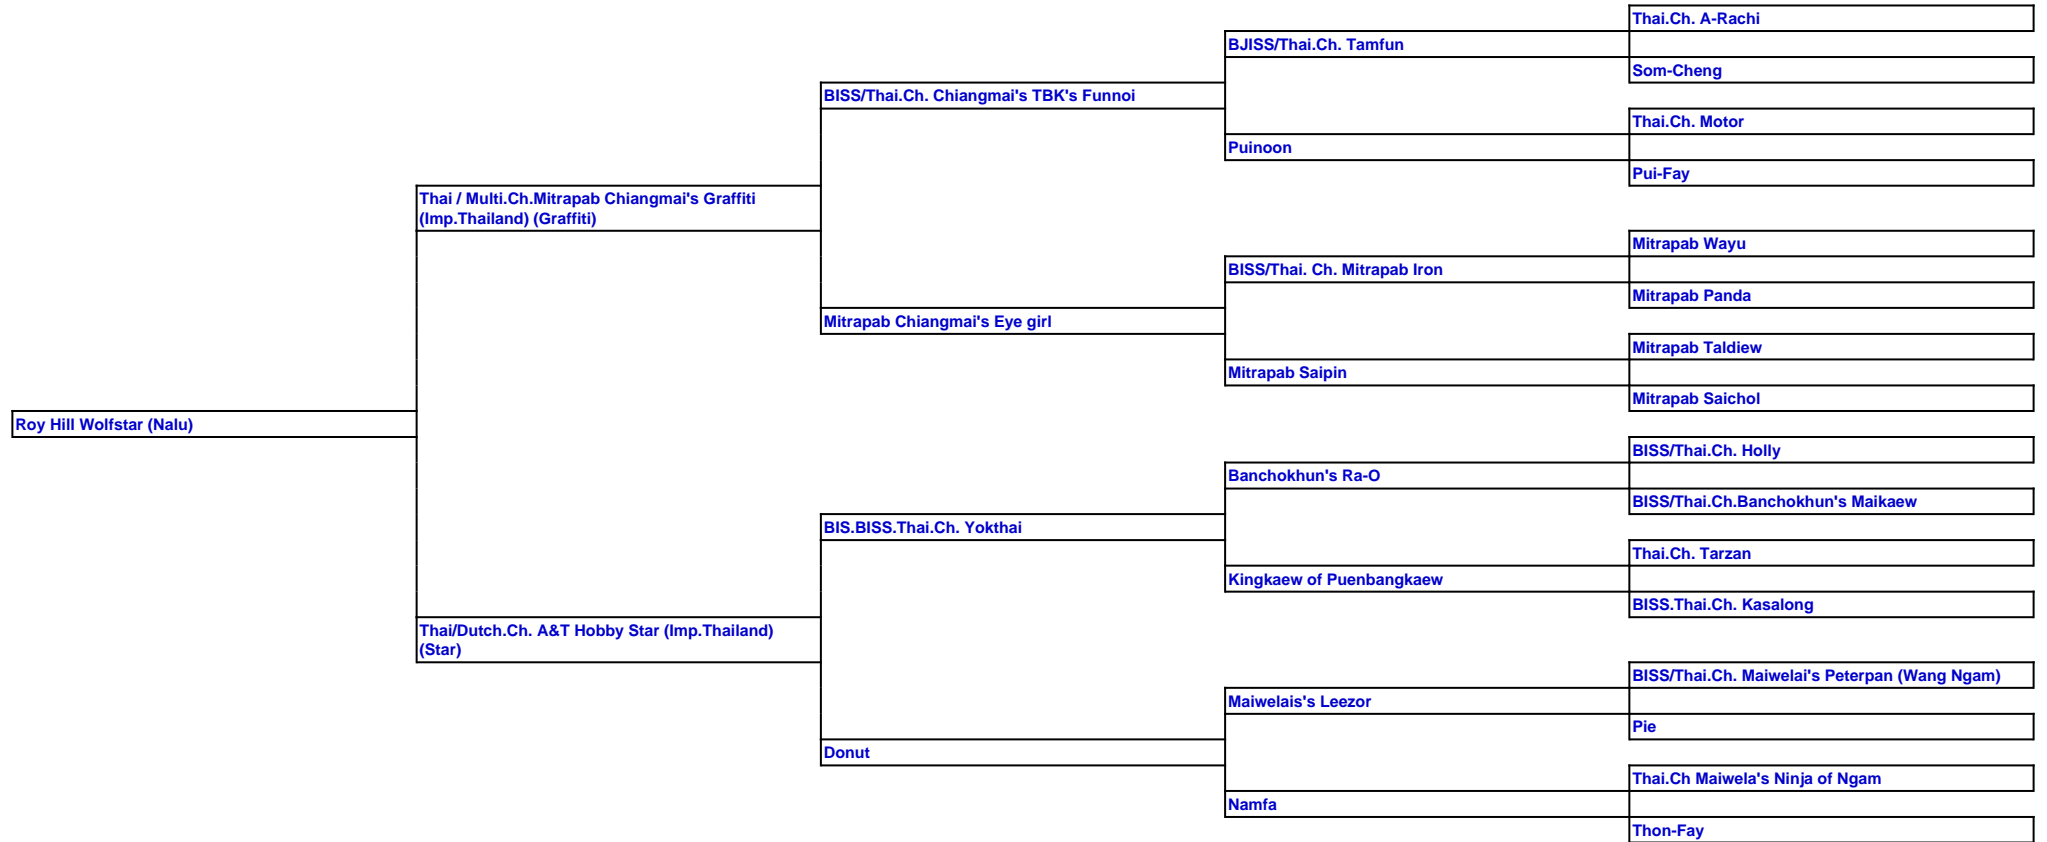 Thai.Ch. A-Rachi
BJISS/Thai.Ch. Tamfun
Som-Cheng
BISS/Thai.Ch. Chiangmai's TBK's Funnoi
Thai.Ch. Motor
Puinoon
Pui-Fay
Thai / Multi.Ch.Mitrapab Chiangmai's Graffiti
(Imp.Thailand) (Graffiti)
Mitrapab Wayu
BISS/Thai. Ch. Mitrapab Iron
Mitrapab Panda
Mitrapab Chiangmai's Eye girl
Mitrapab Taldiew
Mitrapab Saipin
Mitrapab Saichol
Roy Hill Wolfstar (Nalu)
BISS/Thai.Ch. Holly
Banchokhun's Ra-O
BISS/Thai.Ch.Banchokhun's Maikaew
BIS.BISS.Thai.Ch. Yokthai
Thai.Ch. Tarzan
Kingkaew of Puenbangkaew
BISS.Thai.Ch. Kasalong
Thai/Dutch.Ch. A&T Hobby Star (Imp.Thailand)
(Star)
BISS/Thai.Ch. Maiwelai's Peterpan (Wang Ngam)
Maiwelais's Leezor
Pie
Donut
Thai.Ch Maiwela's Ninja of Ngam
Namfa
Thon-Fay